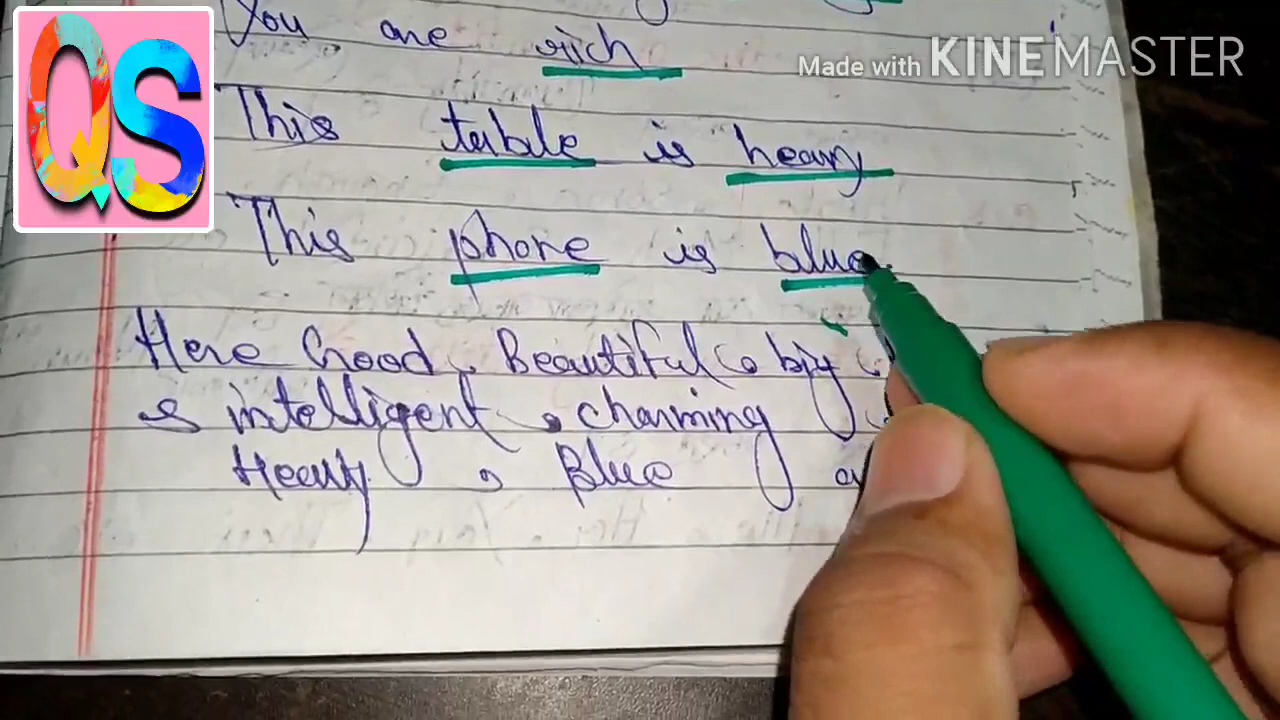 You are rich
Made with KINEMASTER
QS
This table is heavy
This phone is blue.
Here Good, Beautiful, big,
, intelligent, charming,
Heavy, Blue